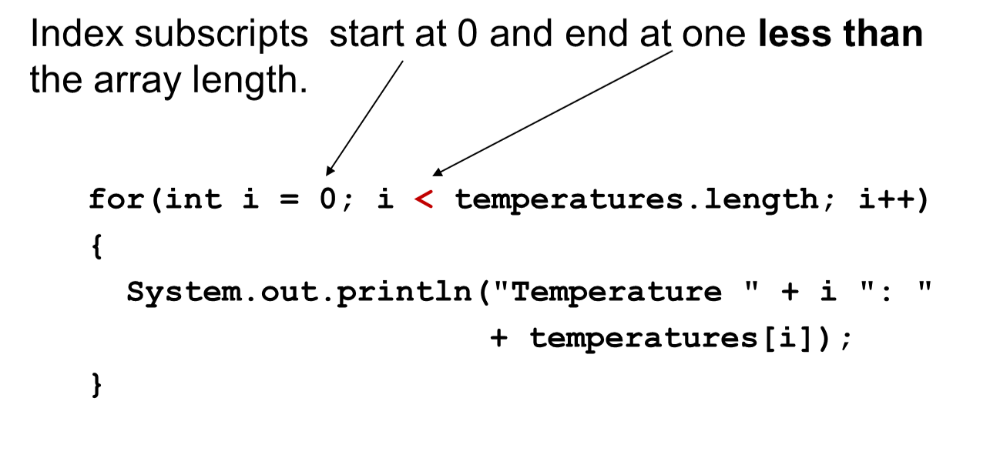 Index subscripts  start at 0 and end at one less than
the array length.
for(int i = 0; i < temperatures.length; i++)
{
System.out.println("Temperature " + i ": "
+ temperatures[i]);
}